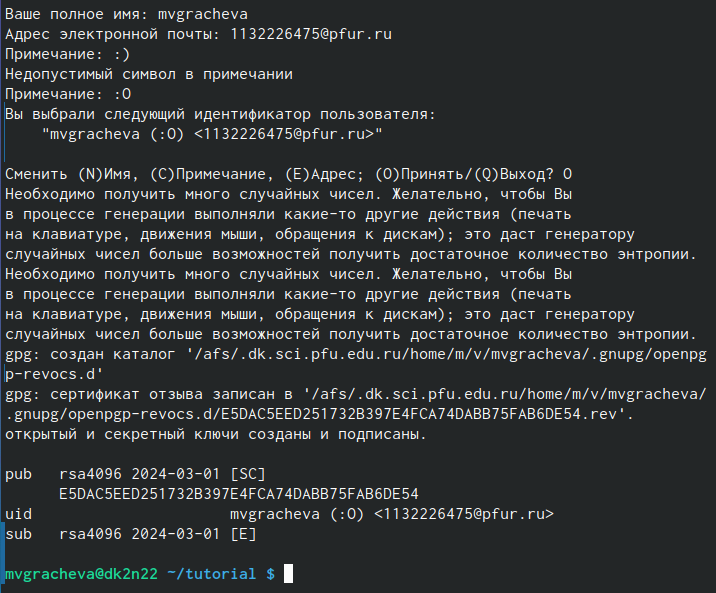 Ваше полное имя: mvgracheva
Адрес электронной почты: 1132226475@pfur.ru
Примечание: :)
Недопустимый символ в примечании
Примечание: :O
Вы выбрали следующий идентификатор пользователя:
    "mvgracheva (:O) <1132226475@pfur.ru>"
Сменить (N)Имя, (C)Примечание, (E)Адрес; (O)Принять/(Q)Выход? O
Необходимо получить много случайных чисел. Желательно, чтобы Вы
в процессе генерации выполняли какие-то другие действия (печать
на клавиатуре, движения мыши, обращения к дискам); это даст генератору
случайных чисел больше возможностей получить достаточное количество энтропии.
Необходимо получить много случайных чисел. Желательно, чтобы Вы
в процессе генерации выполняли какие-то другие действия (печать
на клавиатуре, движения мыши, обращения к дискам); это даст генератору
случайных чисел больше возможностей получить достаточное количество энтропии.
gpg: создан каталог '/afs/.dk.sci.pfu.edu.ru/home/m/v/mvgracheva/.gnupg/openpg
p-revocs.d'
gpg: сертификат отзыва записан в '/afs/.dk.sci.pfu.edu.ru/home/m/v/mvgracheva/
.gnupg/openpgp-revocs.d/E5DAC5EED251732B397E4FCA74DABB75FAB6DE54.rev'.
открытый и секретный ключи созданы и подписаны.
pub   rsa4096 2024-03-01 [SC]
      E5DAC5EED251732B397E4FCA74DABB75FAB6DE54
uid                      mvgracheva (:O) <1132226475@pfur.ru>
sub   rsa4096 2024-03-01 [E]
mvgracheva@dk2n22 ~/tutorial $